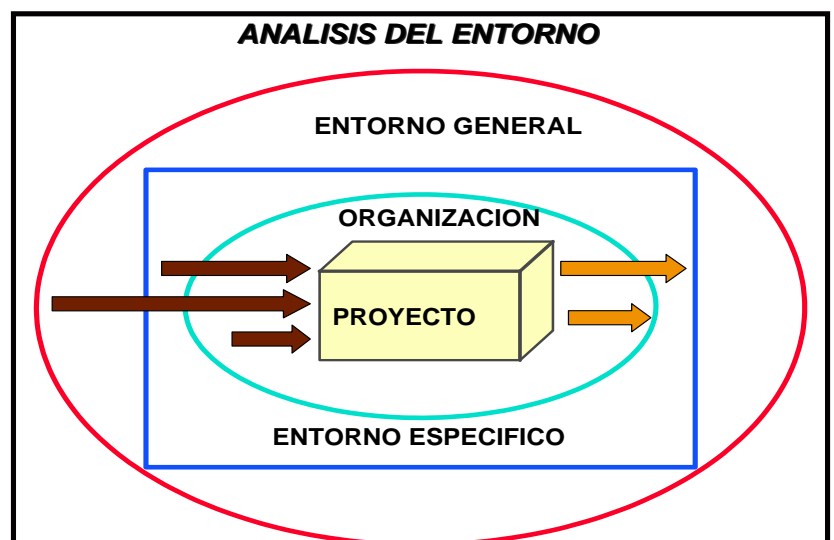 ANALISIS DEL ENTORNO
ENTORNO GENERAL
ORGANIZACION
PROYECTO
ENTORNO ESPECIFICO